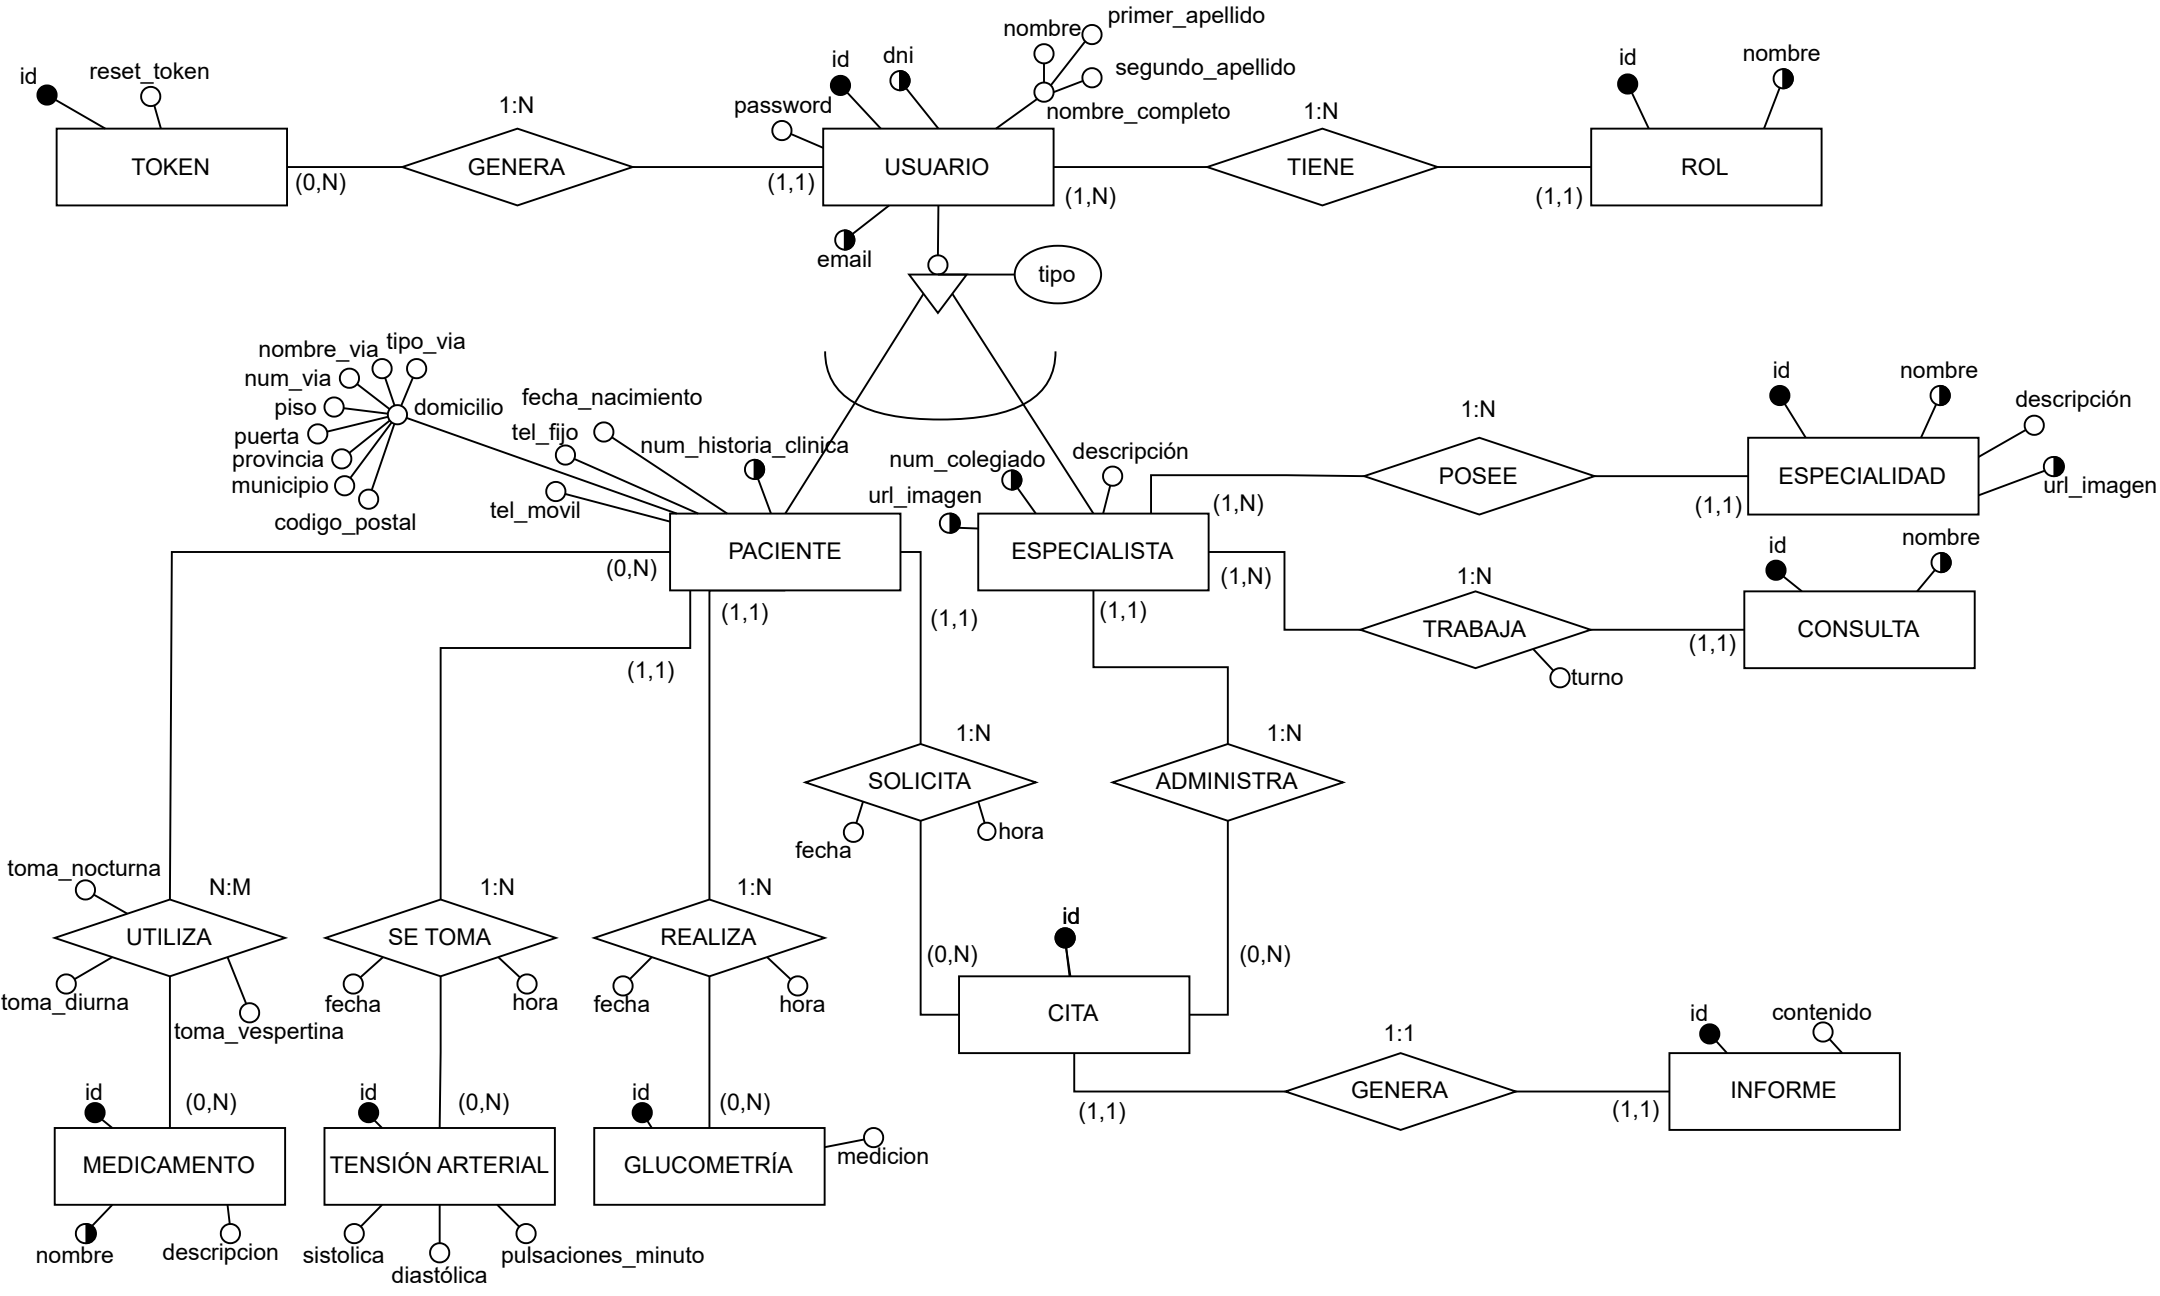 primer_apellido
nombre
id
dni
segundo_apellido
id
nombre
id
reset_token
password
nombre_completo
1:N
1:N
TOKEN
GENERA
USUARIO
TIENE
ROL
(0,N)
(1,1)
(1,N)
(1,1)
email
tipo
nombre_via
tipo_via
num_via
piso
domicilio
fecha_nacimiento
puerta
tel_fijo
num_historia_clinica
provincia
municipio
tel_movil
codigo_postal
num_colegiado
descripción
url_imagen
1:N
id
nombre
descripción
POSEE
ESPECIALIDAD
url_imagen
(1,N)
(1,1)
PACIENTE
ESPECIALISTA
id
nombre
(0,N)
(1,N)
1:N
(1,1)
(1,1)
(1,1)
TRABAJA
CONSULTA
(1,1)
(1,1)
turno
1:N
1:N
SOLICITA
ADMINISTRA
fecha
hora
toma_nocturna
N:M
1:N
1:N
UTILIZA
SE TOMA
REALIZA
id
(0,N)
(0,N)
toma_diurna
fecha
hora
fecha
hora
toma_vespertina
CITA
id
contenido
1:1
GENERA
INFORME
(1,1)
(1,1)
id
(0,N)
id
(0,N)
id
(0,N)
MEDICAMENTO
TENSIÓN ARTERIAL
GLUCOMETRÍA
medicion
nombre
descripcion
sistolica
diastólica
pulsaciones_minuto